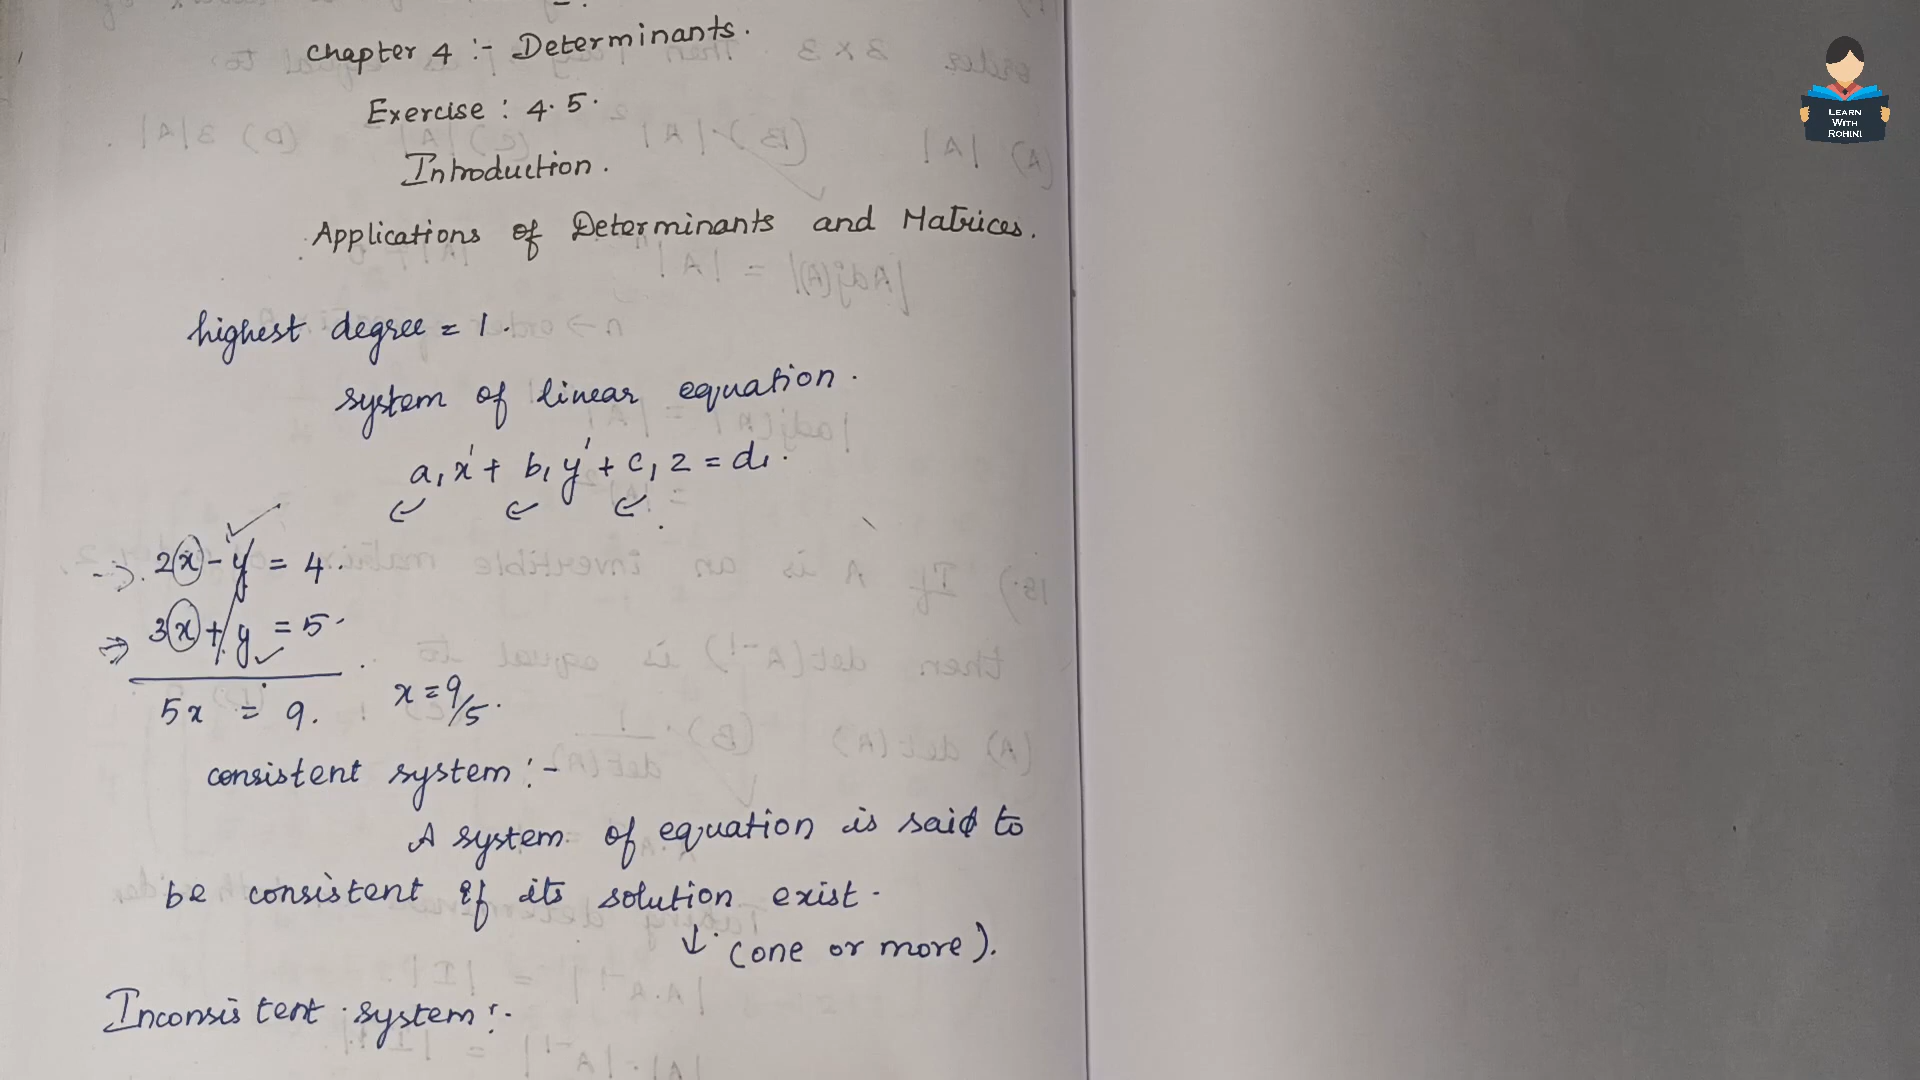 Chapter 4 :- Determinants.
Exercise : 4.5.
Introduction.
Applications of Determinants and Matrices.
highest degree = 1.
system of linear equation.
a₁x¹ + b₁y¹ + c₁z = d₁.
2x - y = 4.
3x + y = 5.
5x = 9. x = 9/5.
consistent system :-
A system of equation is said to
be consistent if its solution exist.
↓ (one or more).
Inconsistent system :-
LEARN
WITH
ROHINI